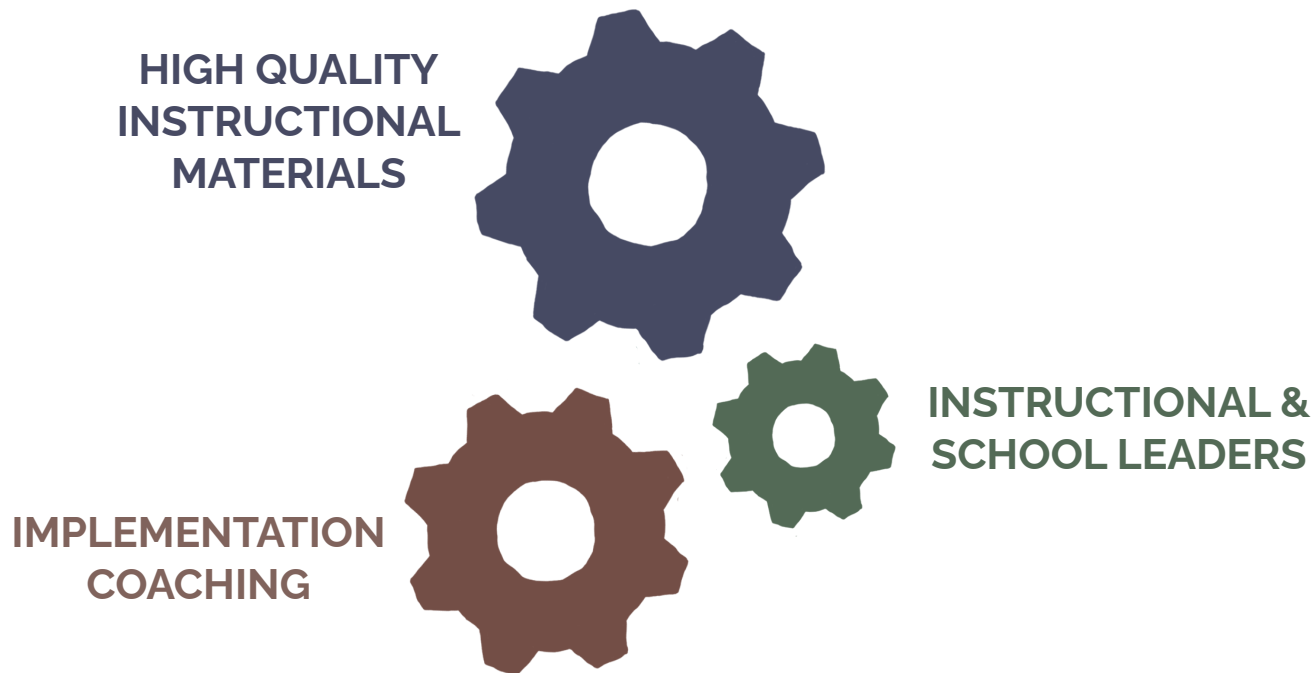 HIGH QUALITY
INSTRUCTIONAL
MATERIALS
INSTRUCTIONAL &
SCHOOL LEADERS
IMPLEMENTATION
COACHING